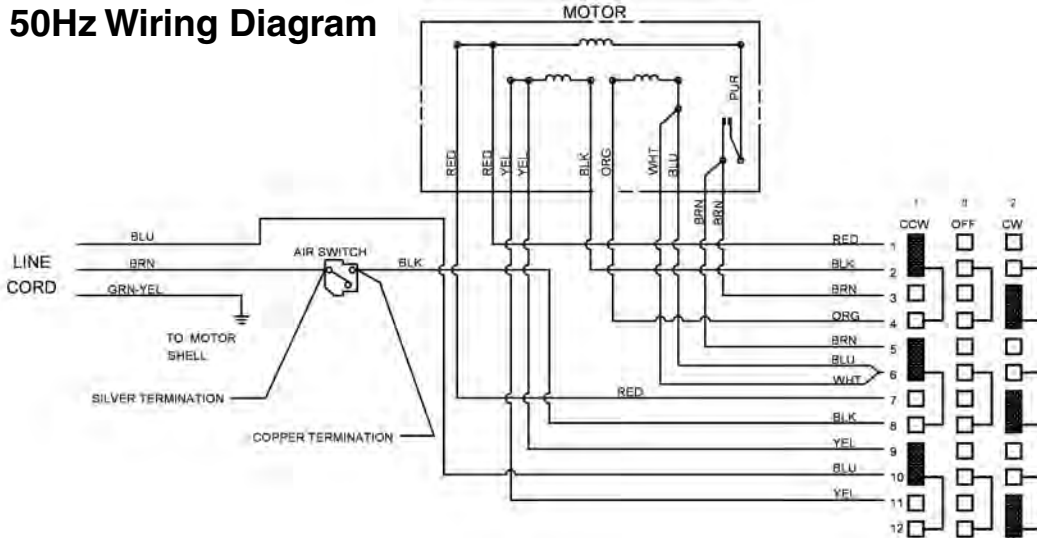 50Hz Wiring Diagram
MOTOR
PUR
RED
RED
YEL
YEL
BLK
ORG
WHT
BLU
BRN
BRN
LINE
CORD
BLU
BRN
GRN-YEL
AIR SWITCH
BLK
TO MOTOR
SHELL
SILVER TERMINATION
COPPER TERMINATION
RED
1 2
CCW OFF CW
RED 1
BLK 2
BRN 3
ORG 4
BRN 5
BLU
6
WHT
7
BLK 8
YEL 9
BLU 10
YEL 11
12